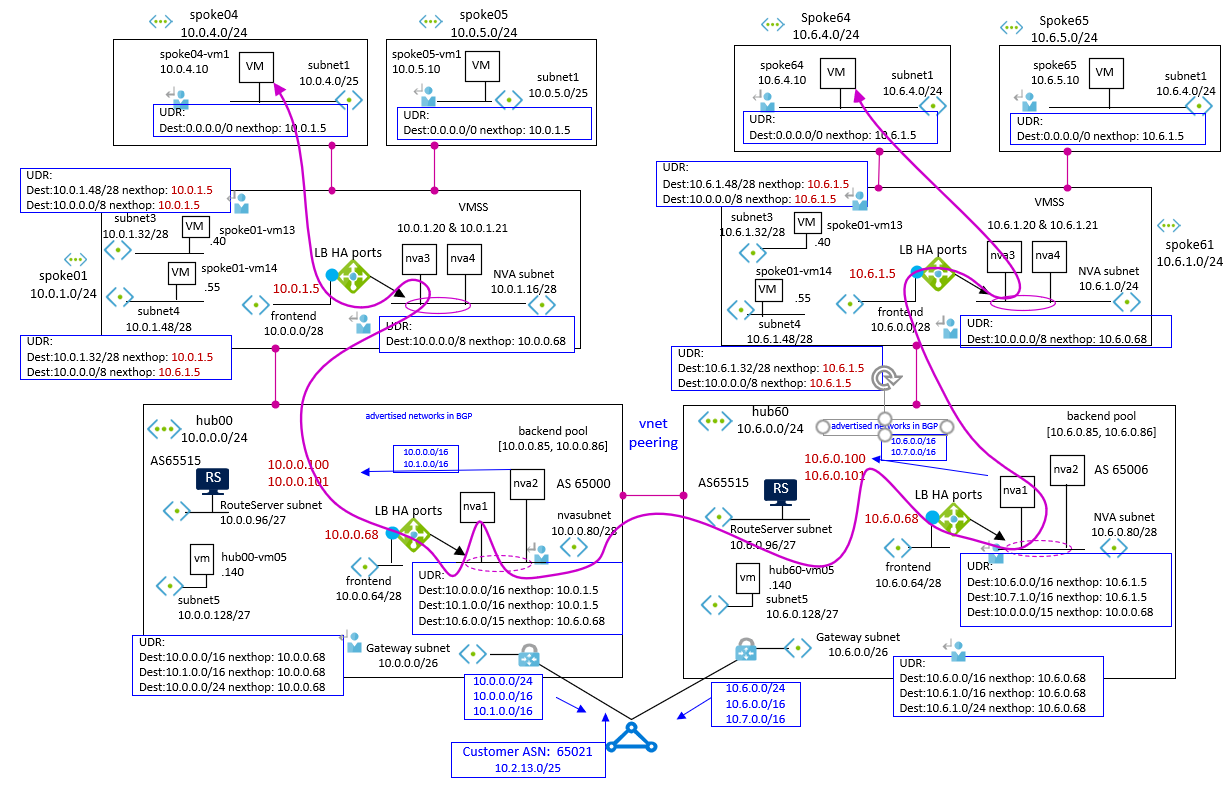 spoke04
10.0.4.0/24
spoke04-vm1
10.0.4.10
VM
subnet1
10.0.4.0/25
UDR:
Dest:0.0.0.0/0 nexthop: 10.0.1.5
spoke05
10.0.5.0/24
spoke05-vm1
10.0.5.10
VM
subnet1
10.0.5.0/25
UDR:
Dest:0.0.0.0/0 nexthop: 10.0.1.5
Spoke64
10.6.4.0/24
spoke64
10.6.4.10
VM
subnet1
10.6.4.0/24
UDR:
Dest:0.0.0.0/0 nexthop: 10.6.1.5
Spoke65
10.6.5.0/24
spoke65
10.6.5.10
VM
subnet1
10.6.4.0/24
UDR:
Dest:0.0.0.0/0 nexthop: 10.6.1.5
UDR:
Dest:10.0.1.48/28 nexthop: 10.0.1.5
Dest:10.0.0.0/8 nexthop: 10.0.1.5
subnet3
10.0.1.32/28
VM
spoke01-vm13
.40
spoke01
10.0.1.0/24
VM
spoke01-vm14
.55
subnet4
10.0.1.48/28
UDR:
Dest:10.0.1.32/28 nexthop: 10.0.1.5
Dest:10.0.0.0/8 nexthop: 10.6.1.5
VMSS
10.0.1.20 & 10.0.1.21
LB HA ports
nva3
nva4
10.0.1.5
NVA subnet
10.0.1.16/28
frontend
10.0.0.0/28
UDR:
Dest:10.0.0.0/8 nexthop: 10.0.0.68
UDR:
Dest:10.6.1.48/28 nexthop: 10.6.1.5
Dest:10.0.0.0/8 nexthop: 10.6.1.5
subnet3
10.6.1.32/28
VM
spoke01-vm13
.40
spoke01-vm14
VM
.55
subnet4
10.6.1.48/28
UDR:
Dest:10.6.1.32/28 nexthop: 10.6.1.5
Dest:10.0.0.0/8 nexthop: 10.6.1.5
VMSS
10.6.1.20 & 10.6.1.21
LB HA ports
nva3
nva4
10.6.1.5
NVA subnet
10.6.1.0/24
spoke61
10.6.1.0/24
frontend
10.6.0.0/28
UDR:
Dest:10.0.0.0/8 nexthop: 10.6.0.68
hub00
10.0.0.0/24
advertised networks in BGP
10.0.0.0/16
10.1.0.0/16
backend pool
[10.0.0.85, 10.0.0.86]
AS65515
RS
10.0.0.100
10.0.0.101
RouteServer subnet
10.0.0.96/27
nva2
AS 65000
nva1
LB HA ports
10.0.0.68
nvasubnet
10.0.0.80/28
vm
hub00-vm05
.140
subnet5
10.0.0.128/27
frontend
10.0.0.64/28
UDR:
Dest:10.0.0.0/16 nexthop: 10.0.1.5
Dest:10.1.0.0/16 nexthop: 10.0.1.5
Dest:10.6.0.0/15 nexthop: 10.6.0.68
UDR:
Dest:10.0.0.0/16 nexthop: 10.0.0.68
Dest:10.1.0.0/16 nexthop: 10.0.0.68
Dest:10.0.0.0/24 nexthop: 10.0.0.68
Gateway subnet
10.0.0.0/26
vnet
peering
hub60
10.6.0.0/24
advertised networks in BGP
10.6.0.0/16
10.7.0.0/16
backend pool
[10.6.0.85, 10.6.0.86]
AS65515
RS
10.6.0.100
10.6.0.101
RouteServer subnet
10.6.0.96/27
nva2
AS 65006
nva1
LB HA ports
10.6.0.68
NVA subnet
10.6.0.80/28
vm
hub60-vm05
.140
subnet5
10.6.0.128/27
frontend
10.6.0.64/28
UDR:
Dest:10.6.0.0/16 nexthop: 10.6.1.5
Dest:10.7.1.0/16 nexthop: 10.6.1.5
Dest:10.0.0.0/15 nexthop: 10.0.0.68
Gateway subnet
10.6.0.0/26
UDR:
Dest:10.6.0.0/16 nexthop: 10.6.0.68
Dest:10.6.1.0/16 nexthop: 10.6.0.68
Dest:10.6.1.0/24 nexthop: 10.6.0.68
10.0.0.0/24
10.0.0.0/16
10.1.0.0/16
10.6.0.0/24
10.6.0.0/16
10.7.0.0/16
Customer ASN: 65021
10.2.13.0/25